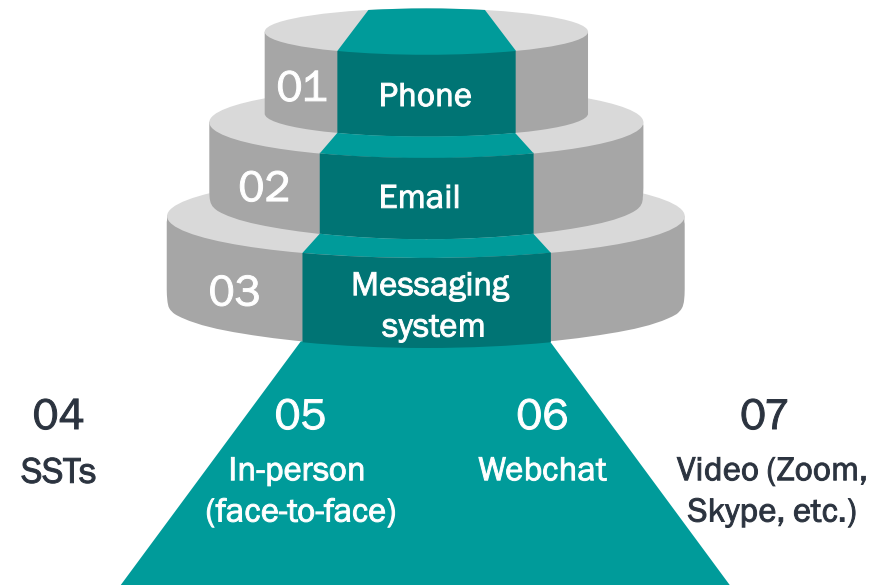 01
Phone
02
Email
03
Messaging
system
04
SSTs
05
In-person
(face-to-face)
06
Webchat
07
Video (Zoom,
Skype, etc.)